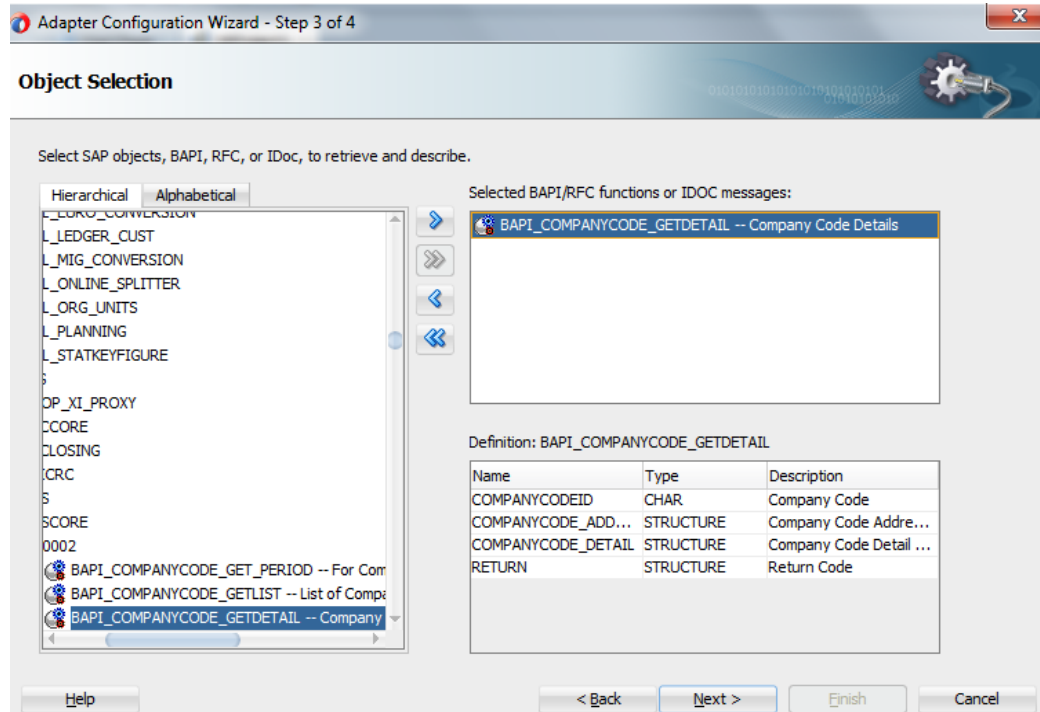 Adapter Configuration Wizard - Step 3 of 4
Object Selection
Select SAP objects, BAPI, RFC, or IDoc, to retrieve and describe.
Hierarchical Alphabetical
L_EURO_CONVERSION
L_LEDGER_CUST
L_MIG_CONVERSION
L_ONLINE_SPLITTER
L_ORG_UNITS
L_PLANNING
L_STATKEYFIGURE
S
OP_XI_PROXY
CCORE
CLOSING
CRC
S
SCORE
0002
BAPI_COMPANYCODE_GET_PERIOD -- For Com
BAPI_COMPANYCODE_GETLIST -- List of Compa
BAPI_COMPANYCODE_GETDETAIL -- Company
Selected BAPI/RFC functions or IDOC messages:
BAPI_COMPANYCODE_GETDETAIL -- Company Code Details
Definition: BAPI_COMPANYCODE_GETDETAIL
Name Type Description
COMPANYCODEID CHAR Company Code
COMPANYCODE_ADD... STRUCTURE Company Code Addre...
COMPANYCODE_DETAIL STRUCTURE Company Code Detail ...
RETURN STRUCTURE Return Code
Help < Back Next > Finish Cancel